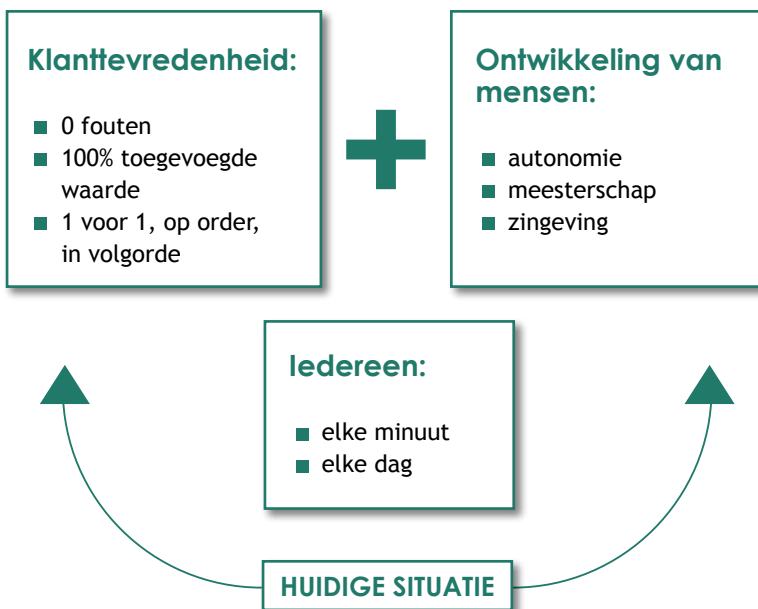 Klanttevredenheid:
0 fouten
100% toegevoegde
waarde
1 voor 1, op order,
in volgorde
Ontwikkeling van
mensen:
autonomie
meesterschap
zingeving
Iedereen:
elke minuut
elke dag
HUIDIGE SITUATIE